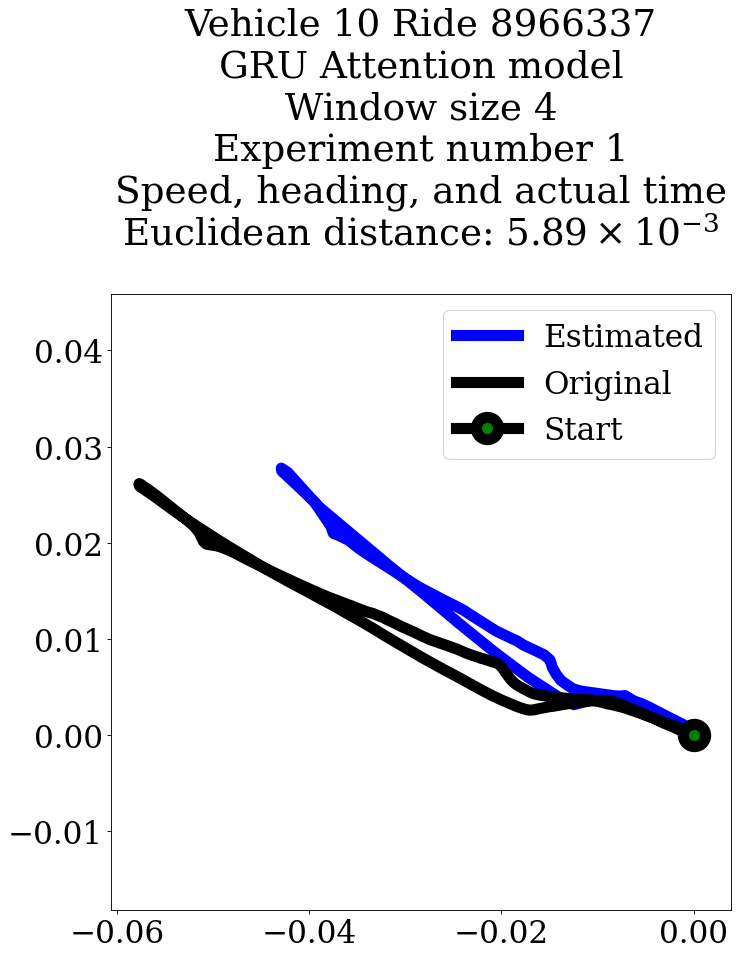 Vehicle 10 Ride 8966337
GRU Attention model
Window size 4
Experiment number 1
Speed, heading, and actual time
Euclidean distance: 5.89 × 10⁻³
Estimated
Original
Start
0.04
0.03
0.02
0.01
0.00
−0.01
−0.06 −0.04 −0.02 0.00